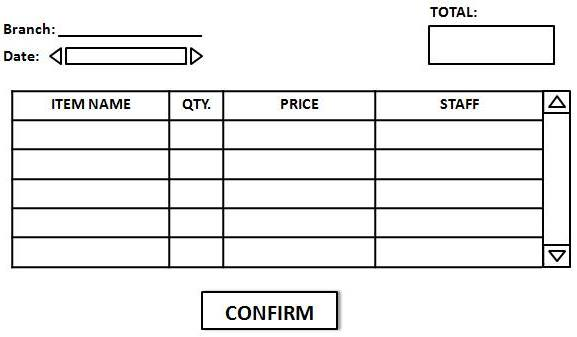 TOTAL:
Branch:
Date:
ITEM NAME QTY. PRICE STAFF
CONFIRM